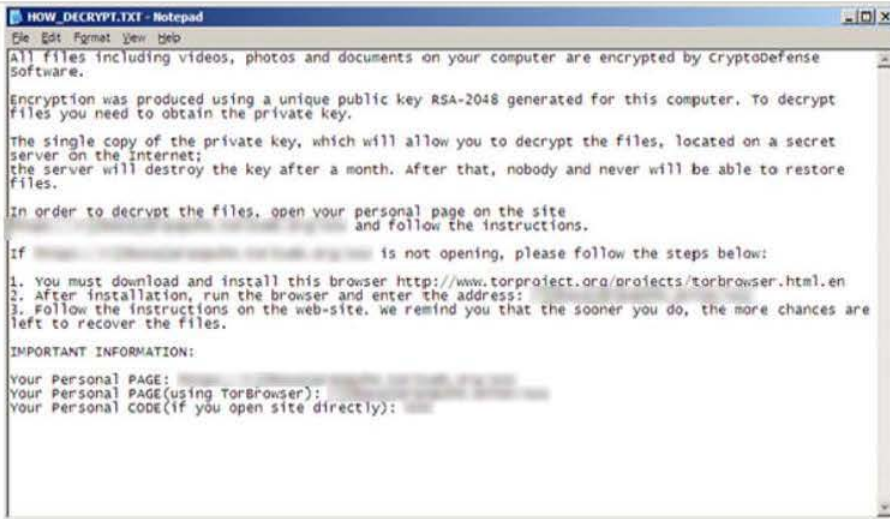 HOW_DECRYPT.TXT - Notepad
File Edit Format View Help
All files including videos, photos and documents on your computer are encrypted by CryptoDefense
Software.
Encryption was produced using a unique public key RSA-2048 generated for this computer. To decrypt
files you need to obtain the private key.
The single copy of the private key, which will allow you to decrypt the files, located on a secret
server on the Internet;
the server will destroy the key after a month. After that, nobody and never will be able to restore
files.
In order to decrypt the files, open your personal page on the site
and follow the instructions.
If is not opening, please follow the steps below:
1. You must download and install this browser http://www.torproject.org/projects/torbrowser.html.en
2. After installation, run the browser and enter the address:
3. Follow the instructions on the web-site. We remind you that the sooner you do, the more chances are
left to recover the files.
IMPORTANT INFORMATION:
Your Personal PAGE:
Your Personal PAGE(using TorBrowser):
Your Personal CODE(if you open site directly):